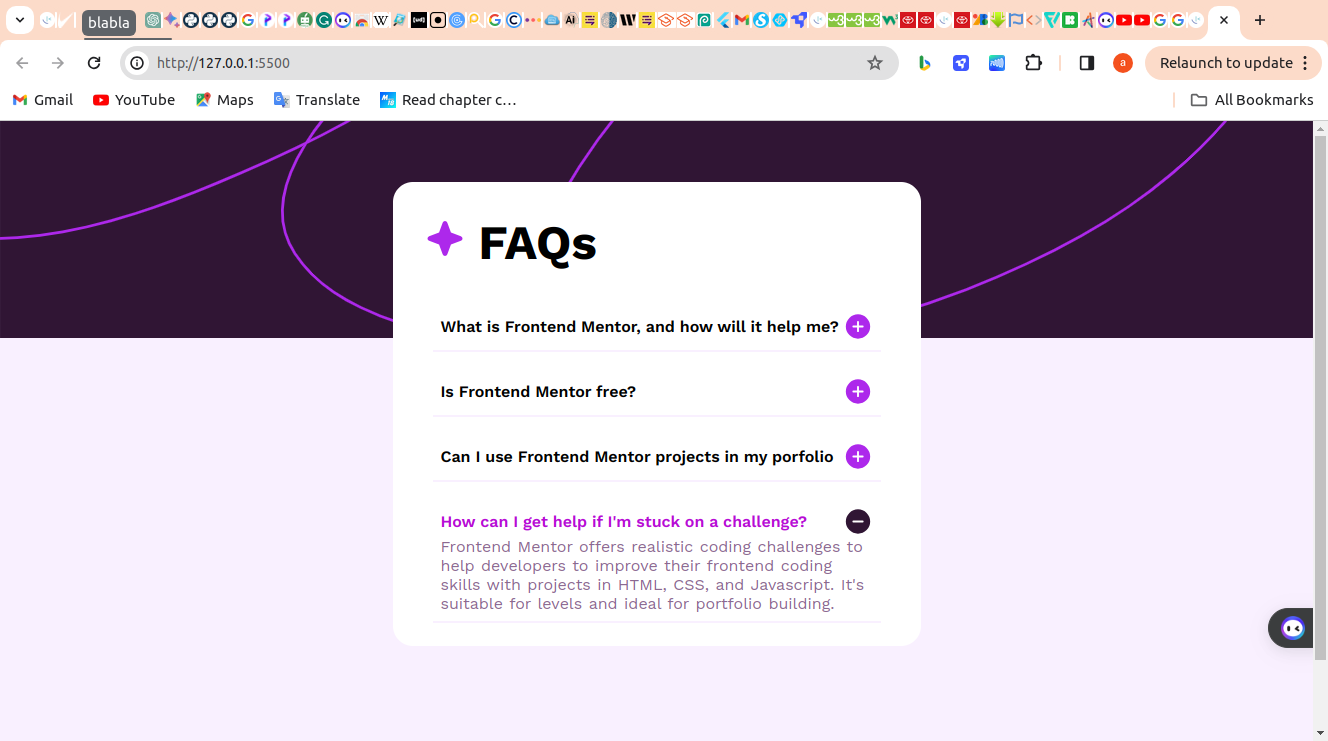 blabla
http://127.0.0.1:5500
a
Relaunch to update
Gmail
YouTube
Maps
Translate
Read chapter c...
All Bookmarks
FAQs
What is Frontend Mentor, and how will it help me?
Is Frontend Mentor free?
Can I use Frontend Mentor projects in my porfolio
How can I get help if I'm stuck on a challenge?
Frontend Mentor offers realistic coding challenges to
help developers to improve their frontend coding
skills with projects in HTML, CSS, and Javascript. It's
suitable for levels and ideal for portfolio building.